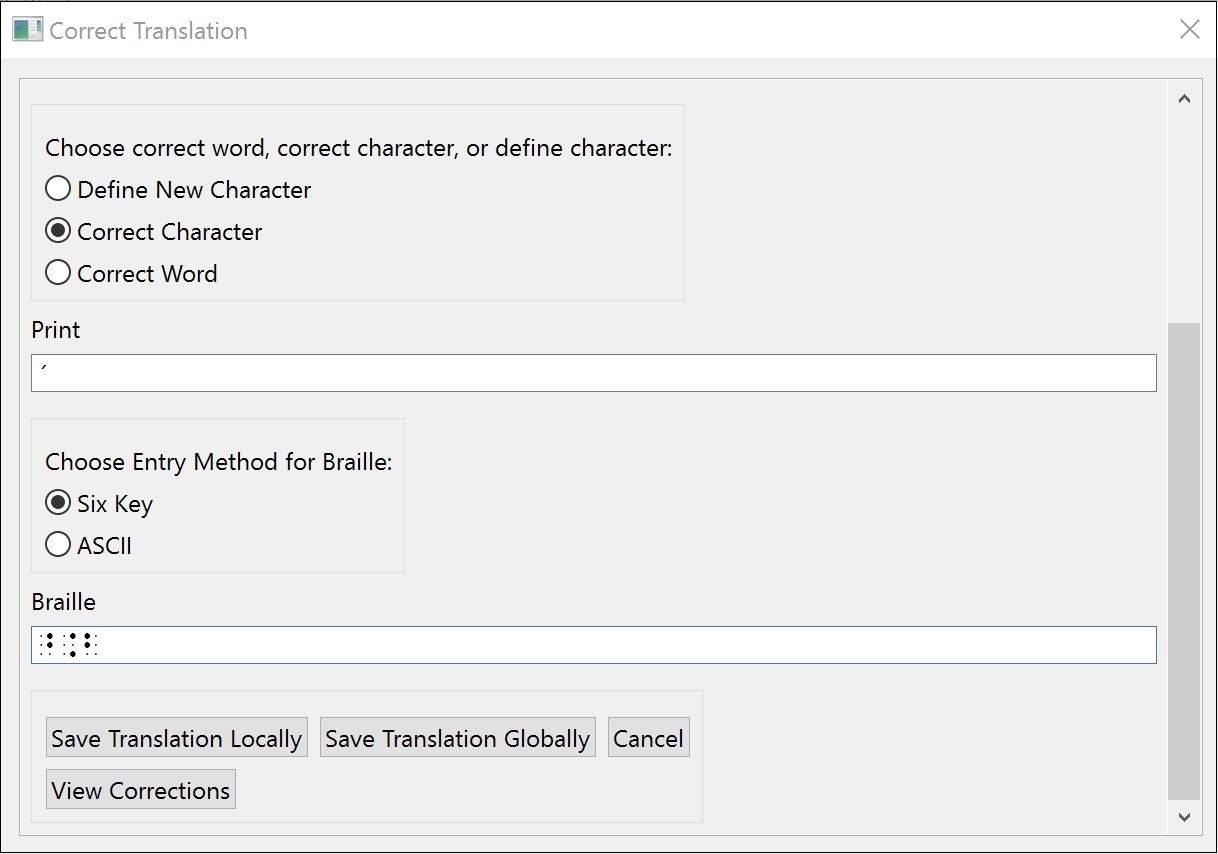 Correct Translation
Choose correct word, correct character, or define character:
Define New Character
Correct Character
Correct Word
Print
´
Choose Entry Method for Braille:
Six Key
ASCII
Braille
⠘⠰⠃
Save Translation Locally Save Translation Globally Cancel
View Corrections